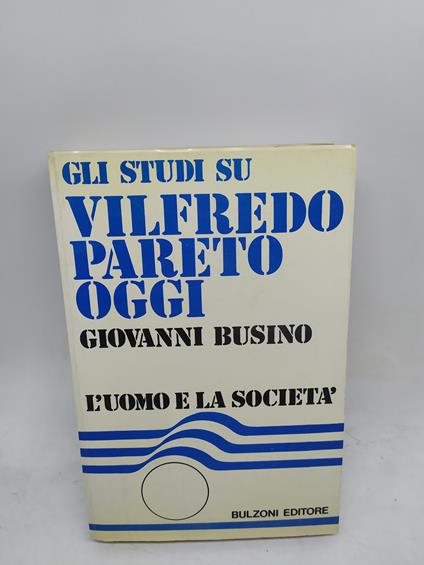 GLI STUDI SU
VILFREDO
PARETO
OGGI
GIOVANNI BUSINO
L'UOMO E LA SOCIETA'
BULZONI EDITORE